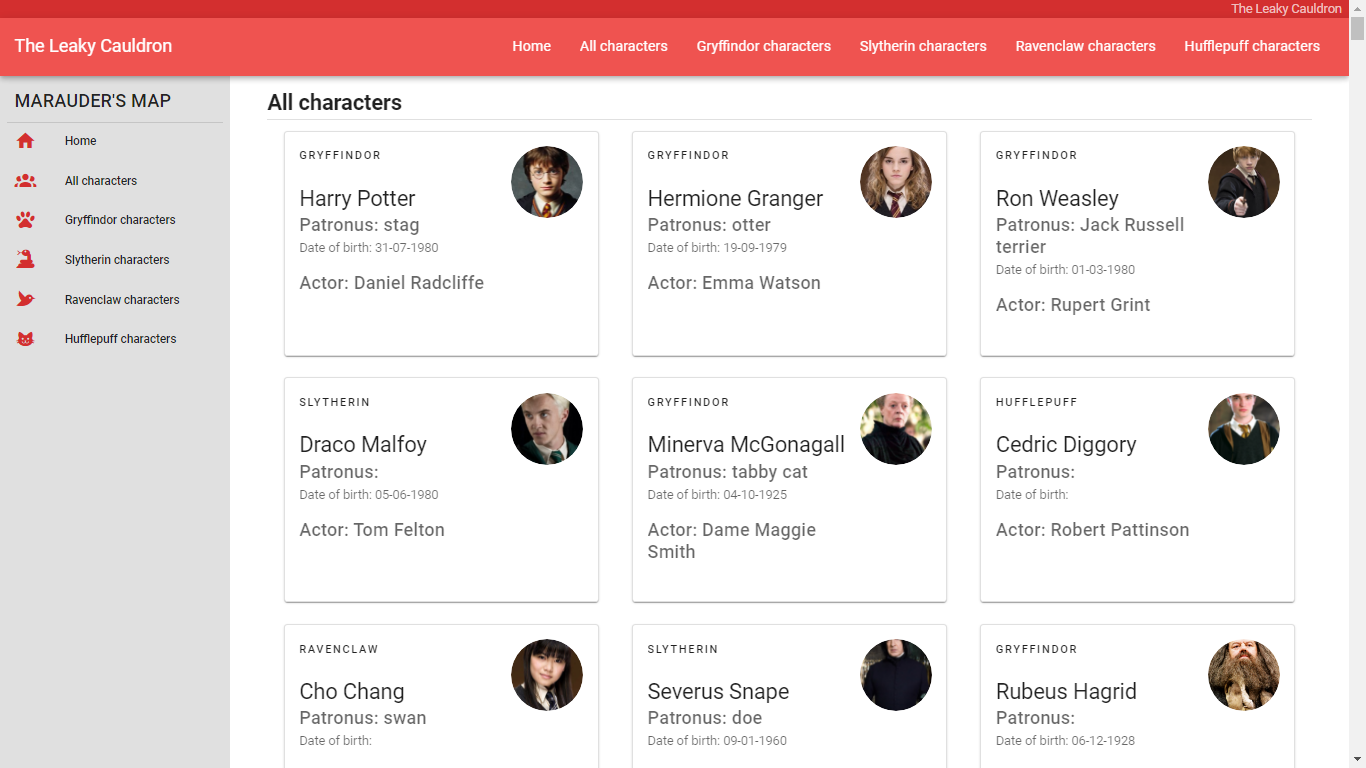 The Leaky Cauldron
The Leaky Cauldron
Home
All characters
Gryffindor characters
Slytherin characters
Ravenclaw characters
Hufflepuff characters
MARAUDER'S MAP
Home
All characters
Gryffindor characters
Slytherin characters
Ravenclaw characters
Hufflepuff characters
All characters
GRYFFINDOR
Harry Potter
Patronus: stag
Date of birth: 31-07-1980
Actor: Daniel Radcliffe
GRYFFINDOR
Hermione Granger
Patronus: otter
Date of birth: 19-09-1979
Actor: Emma Watson
GRYFFINDOR
Ron Weasley
Patronus: Jack Russell
terrier
Date of birth: 01-03-1980
Actor: Rupert Grint
SLYTHERIN
Draco Malfoy
Patronus:
Date of birth: 05-06-1980
Actor: Tom Felton
GRYFFINDOR
Minerva McGonagall
Patronus: tabby cat
Date of birth: 04-10-1925
Actor: Dame Maggie
Smith
HUFFLEPUFF
Cedric Diggory
Patronus:
Date of birth:
Actor: Robert Pattinson
RAVENCLAW
Cho Chang
Patronus: swan
Date of birth:
SLYTHERIN
Severus Snape
Patronus: doe
Date of birth: 09-01-1960
GRYFFINDOR
Rubeus Hagrid
Patronus:
Date of birth: 06-12-1928